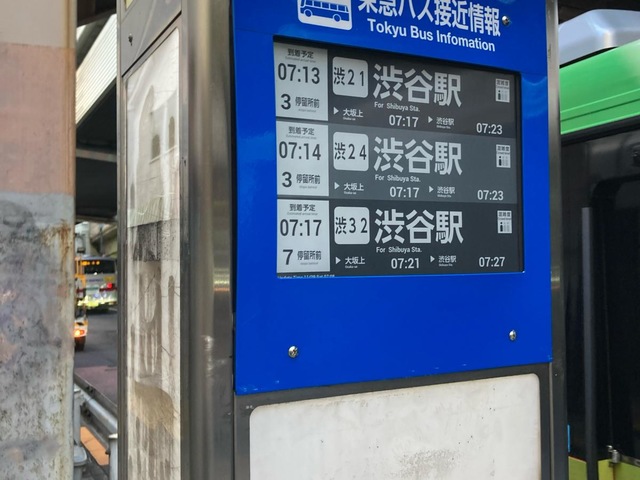 東急バス接近情報
Tokyu Bus Infomation
到着予定
07:13
3 停留所前
渋21
渋谷駅
For Shibuya Sta.
▶ 大坂上 07:17 ▶ 渋谷駅 07:23
到着予定
07:14
3 停留所前
渋24
渋谷駅
For Shibuya Sta.
▶ 大坂上 07:17 ▶ 渋谷駅 07:23
到着予定
07:17
7 停留所前
渋32
渋谷駅
For Shibuya Sta.
▶ 大坂上 07:21 ▶ 渋谷駅 07:27